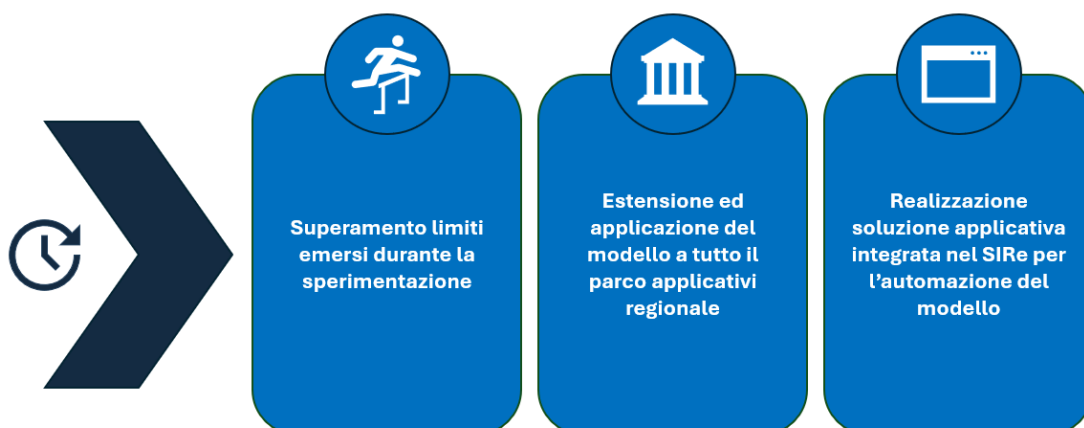 Superamento limiti
emersi durante la
sperimentazione
Estensione ed
applicazione del
modello a tutto il
parco applicativi
regionale
Realizzazione
soluzione applicativa
integrata nel SIRe per
l’automazione del
modello